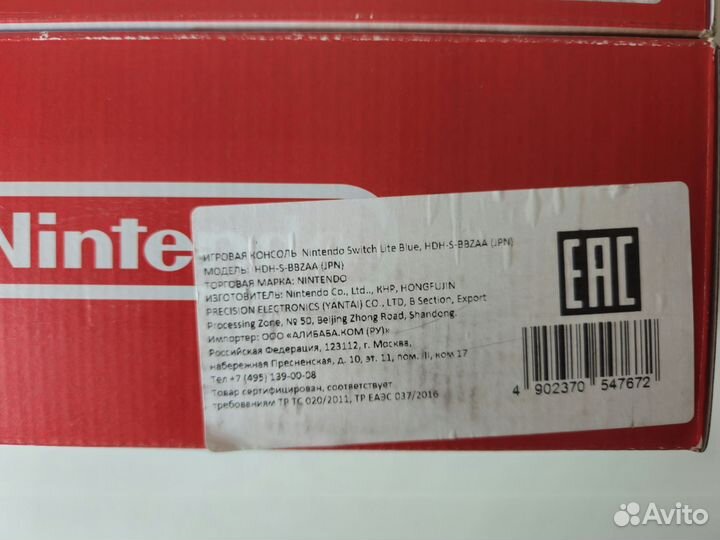 Ninte
ИГРОВАЯ КОНСОЛЬ Nintendo Switch Lite Blue, HDH-S-BBZAA (JPN)
МОДЕЛЬ: HDH-S-BBZAA (JPN)
ТОРГОВАЯ МАРКА: NINTENDO
ИЗГОТОВИТЕЛЬ: Nintendo Co., Ltd.., КНР, HONGFUJIN
PRECISION ELECTRONICS (YANTAI) CO., LTD, B Section, Export
Processing Zone, № 50, Beijing Zhong Road, Shandong.
Импортер: ООО «АЛИБАБА.КОМ (РУ)»
Российская Федерация, 123112, г. Москва,
набережная Пресненская, д. 10, эт. 11, пом. III, ком 17
Тел +7 (495) 139-00-08
Товар сертифицирован, соответствует
требованиям ТР ТС 020/2011, ТР ЕАЭС 037/2016
EAC
4 902370 547672
Avito